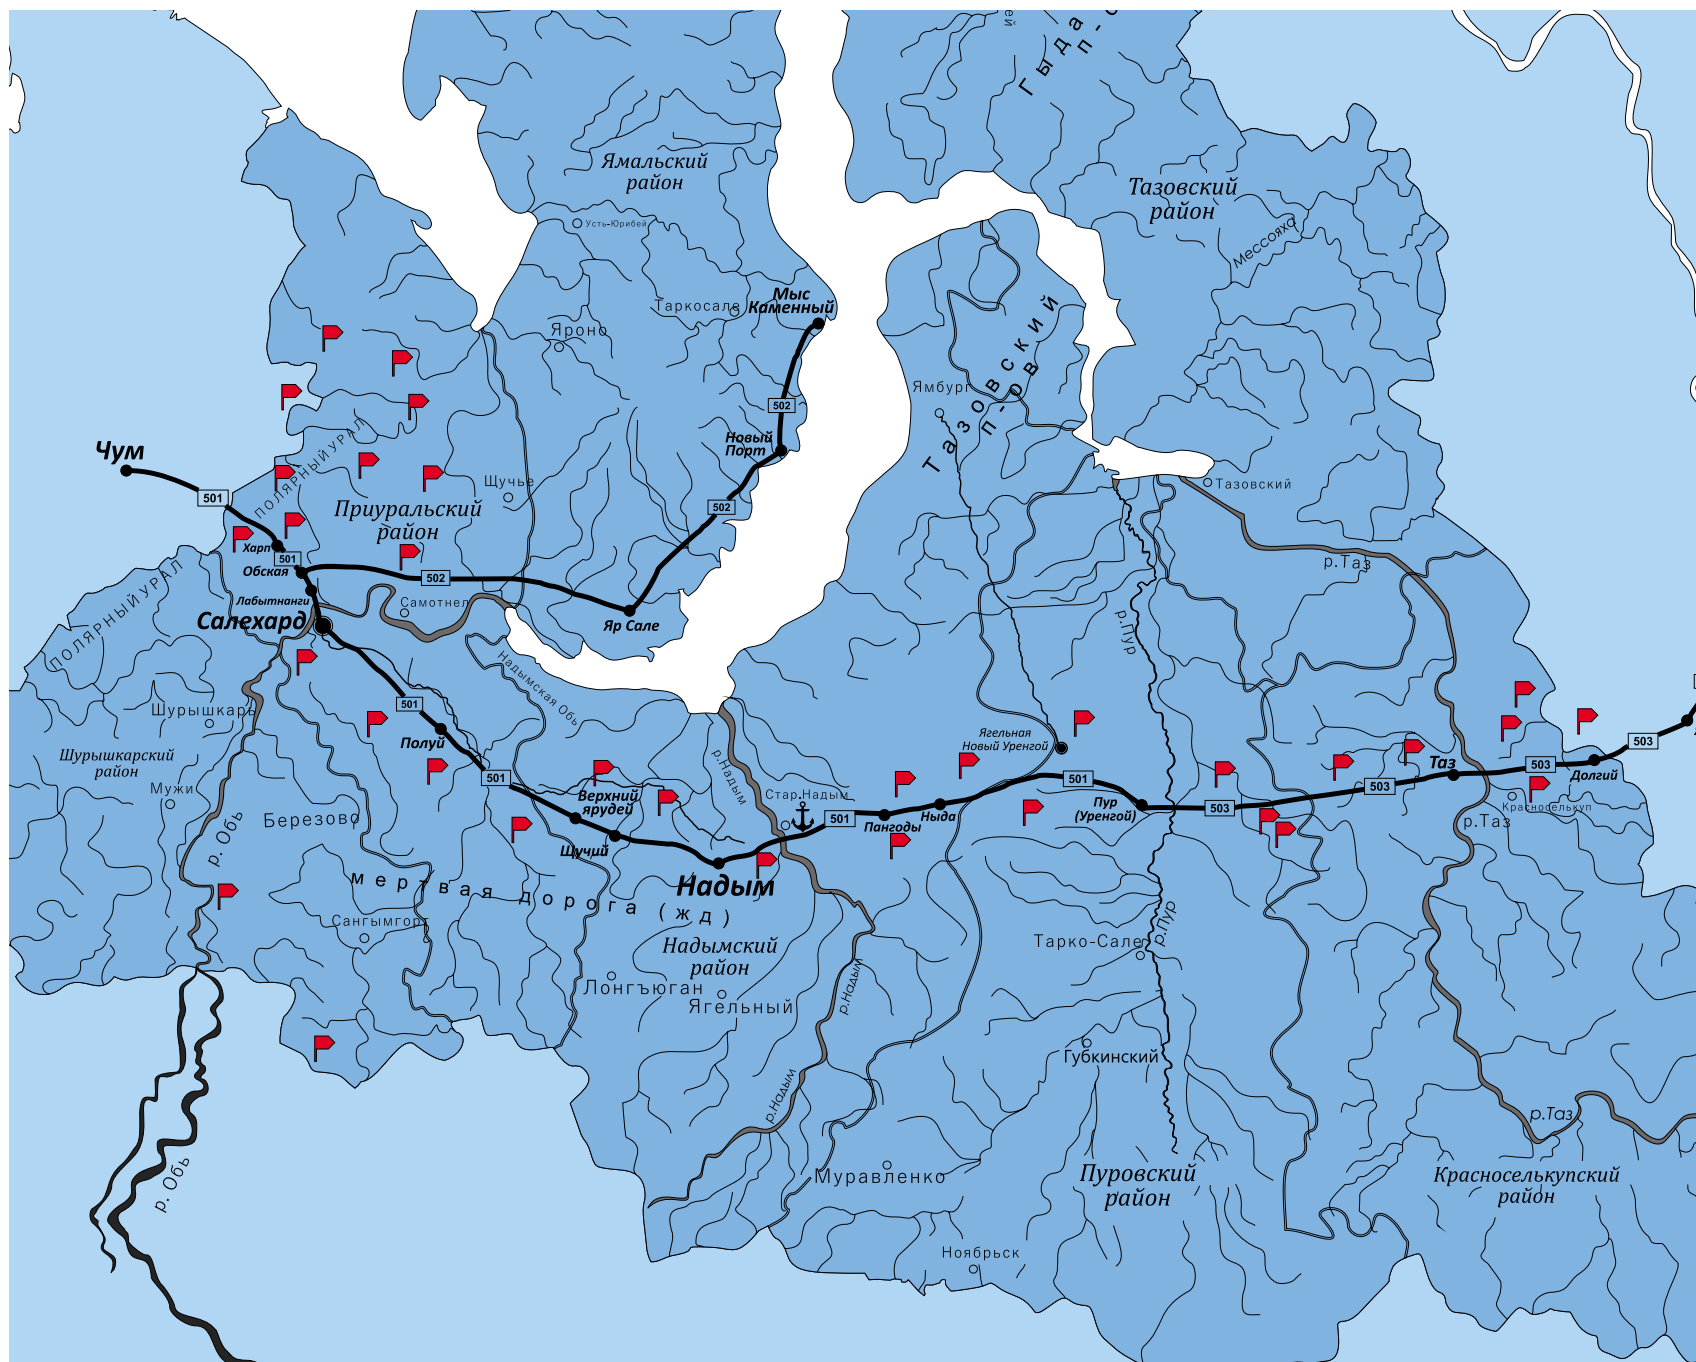 Гыда
п-
Ямальский
район
Тазовский
район
Усть-Юрибей
Мессояха
Мыс
Каменный
Таркосале
Яроно
Тазовский
п-ов
Ямбург
502
Новый
Порт
Чум
501
ПОЛЯРНЫЙ УРАЛ
Щучье
Тазовский
502
Приуральский
район
Харп
501
Обская
502
р.Таз
ПОЛЯРНЫЙ УРАЛ
Лабытнанги
Самотнел
Салехард
Яр Сале
р.Пур
Надымская Обь
501
Шурышкары
Полуй
Ягельная
Новый Уренгой
Шурышкарский
район
р.Надым
503
Таз
503
Долгий
501
501
503
503
Мужи
Верхний
ярудей
Стар.Надым
501
Пангоды
Ныда
Пур
(Уренгой)
Красноселькуп
р.Таз
Березово
р. Обь
Щучий
Надым
мертвая дорога (жд)
Сангымгорт
Надымский
район
Тарко-Сале
р.Пур
Лонгъюган
Ягельный
р.Надым
Губкинский
р.Надым
р.Таз
р. Обь
Муравленко
Пуровский
район
Красноселькупский
район
Ноябрьск